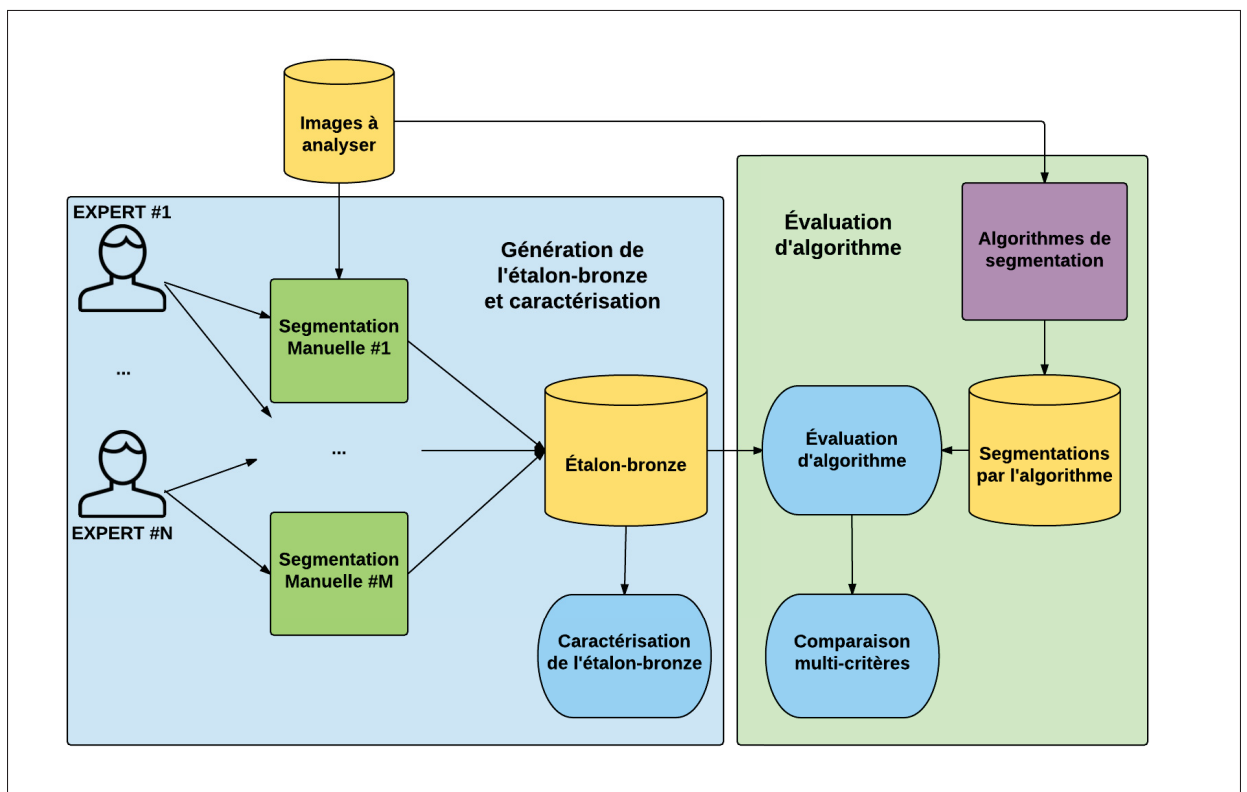 Images à
analyser
EXPERT #1
Génération de
l'étalon-bronze
et caractérisation
Segmentation
Manuelle #1
...
...
EXPERT #N
Segmentation
Manuelle #M
Étalon-bronze
Caractérisation
de l'étalon-bronze
Évaluation
d'algorithme
Algorithmes de
segmentation
Évaluation
d'algorithme
Segmentations
par l'algorithme
Comparaison
multi-critères